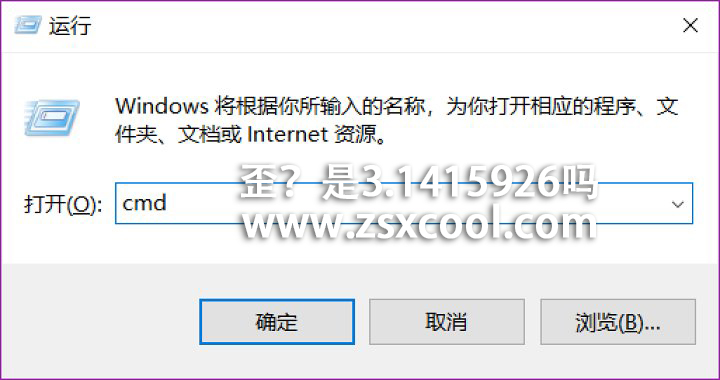 运行
Windows 将根据你所输入的名称，为你打开相应的程序、文
件夹、文档或 Internet 资源。
歪？是3.1415926吗
打开(O): cmd
www.zsxcool.com
确定 取消 浏览(B)...